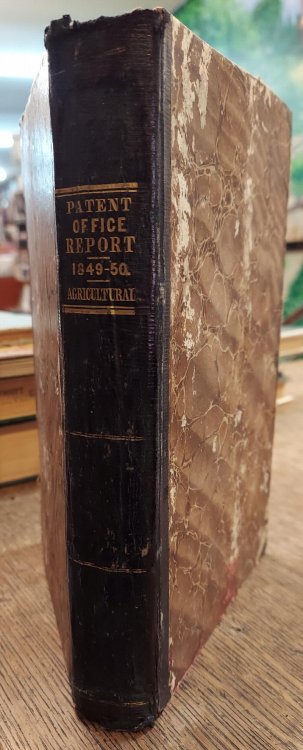 PATENT
OFFICE
REPORT
1849-50.
AGRICULTURAL